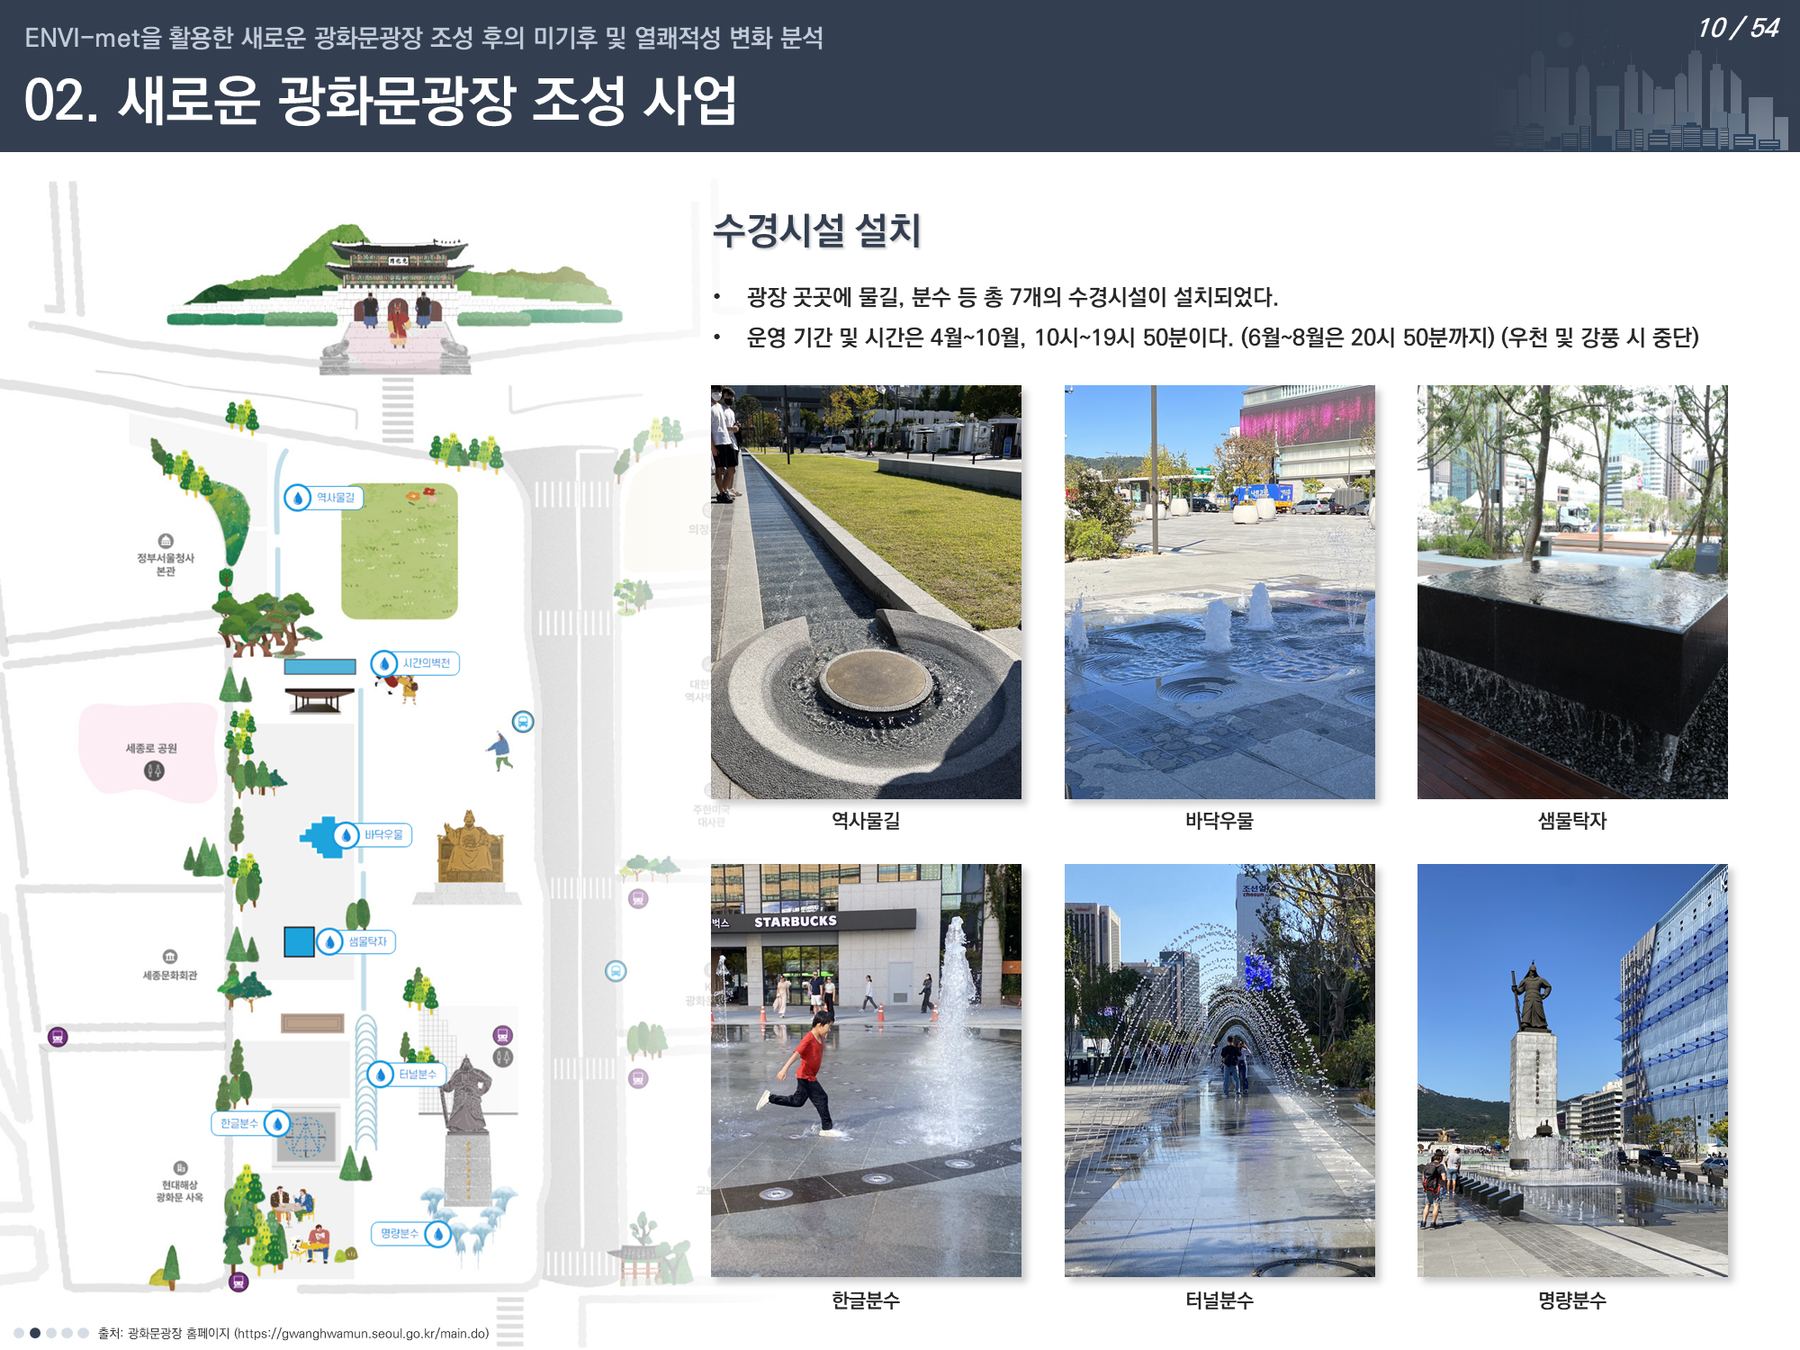 ENVI-met을 활용한 새로운 광화문광장 조성 후의 미기후 및 열쾌적성 변화 분석
10 / 54
02. 새로운 광화문광장 조성 사업
수경시설 설치
• 광장 곳곳에 물길, 분수 등 총 7개의 수경시설이 설치되었다.
• 운영 기간 및 시간은 4월~10월, 10시~19시 50분이다. (6월~8월은 20시 50분까지) (우천 및 강풍 시 중단)
역사물길
정부서울청사
본관
시간의벽천
세종로 공원
바닥우물
샘물탁자
세종문화회관
터널분수
한글분수
현대해상
광화문 사옥
명량분수
주한미국
대사관
역사물길
바닥우물
샘물탁자
벅스 STARBUCKS
한글분수
터널분수
명량분수
출처: 광화문광장 홈페이지 (https://gwanghwamun.seoul.go.kr/main.do)